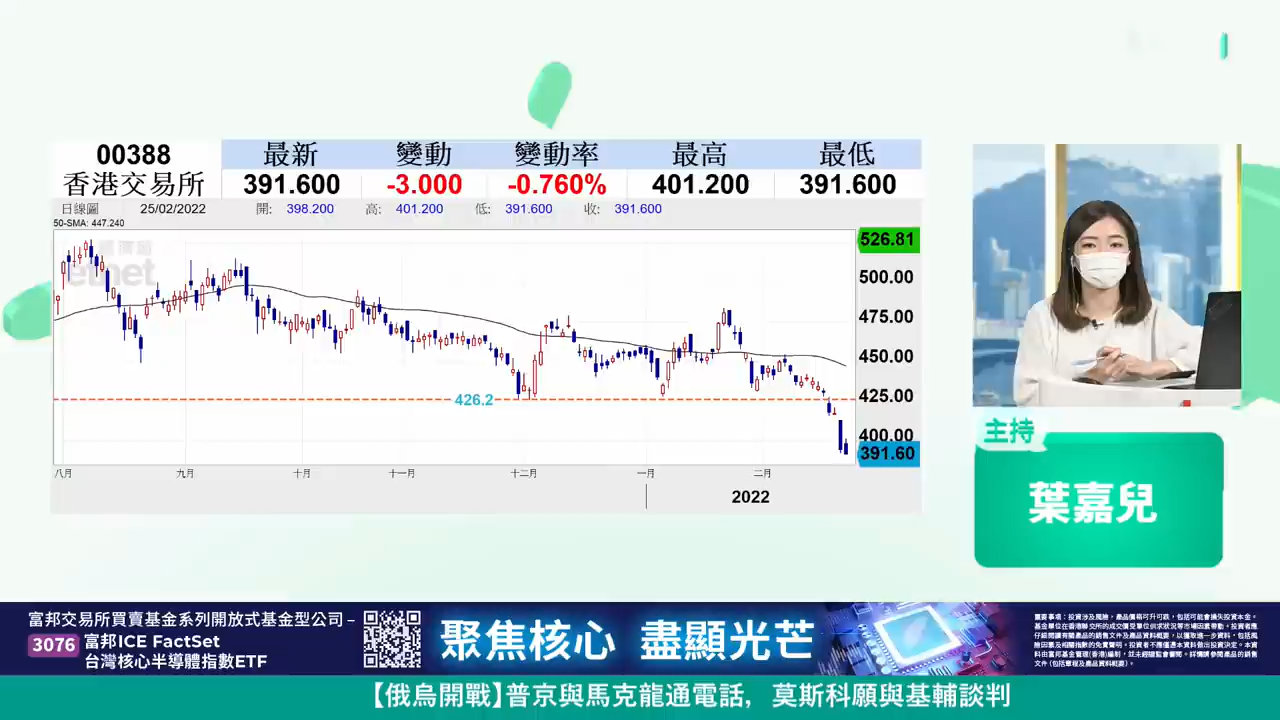 00388
香港交易所
最新 變動 變動率 最高 最低
391.600 -3.000 -0.760% 401.200 391.600
日線圖 25/02/2022 開: 398.200 高: 401.200 低: 391.600 收: 391.600
50-SMA: 447.240
etnet
526.81
500.00
475.00
450.00
425.00
400.00
391.60
426.2
八月 九月 十月 十一月 十二月 一月 二月
2022
主持
葉嘉兒
富邦交易所買賣基金系列開放式基金型公司 –
3076 富邦ICE FactSet
台灣核心半導體指數ETF
聚焦核心 盡顯光芒
【俄烏開戰】普京與馬克龍通電話, 莫斯科願與基輔談判